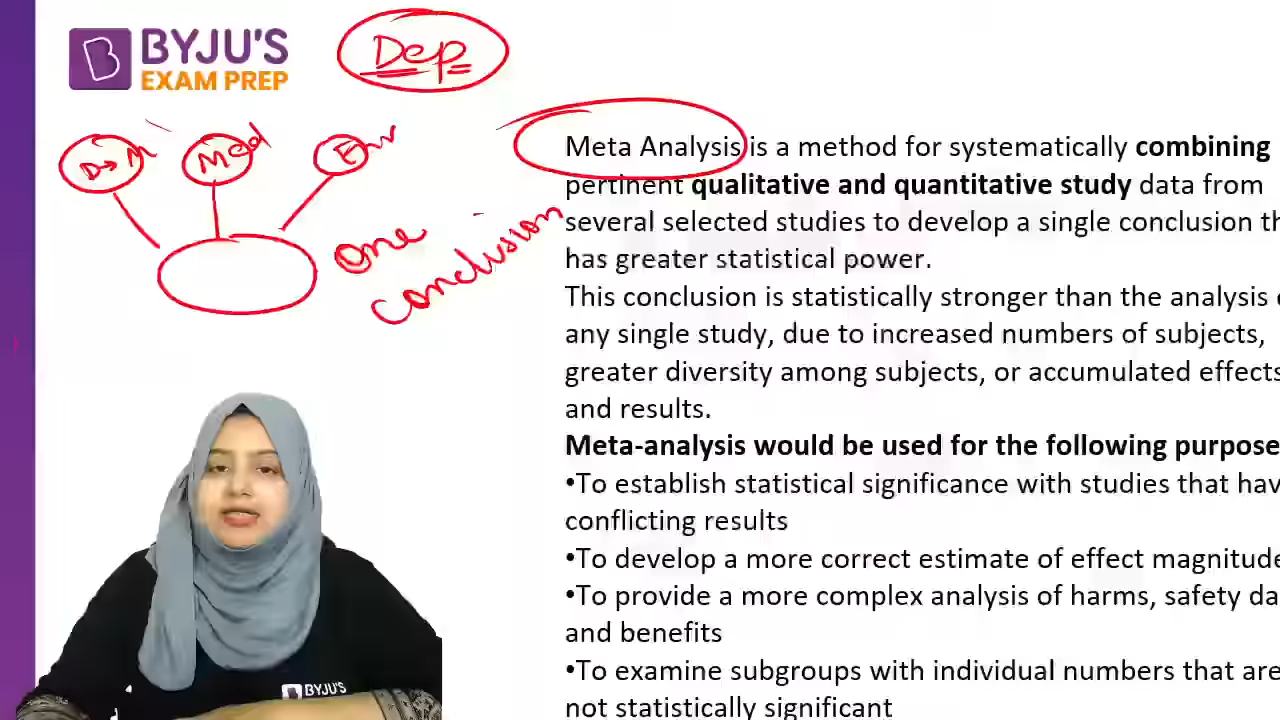 BYJU'S
EXAM PREP
Dep
D→M
Med
Env
one
conclusion
Meta Analysis is a method for systematically combining
pertinent qualitative and quantitative study data from
several selected studies to develop a single conclusion th
has greater statistical power.
This conclusion is statistically stronger than the analysis
any single study, due to increased numbers of subjects,
greater diversity among subjects, or accumulated effects
and results.
Meta-analysis would be used for the following purpose
•To establish statistical significance with studies that hav
conflicting results
•To develop a more correct estimate of effect magnitude
•To provide a more complex analysis of harms, safety da
and benefits
•To examine subgroups with individual numbers that are
not statistically significant
BYJU'S